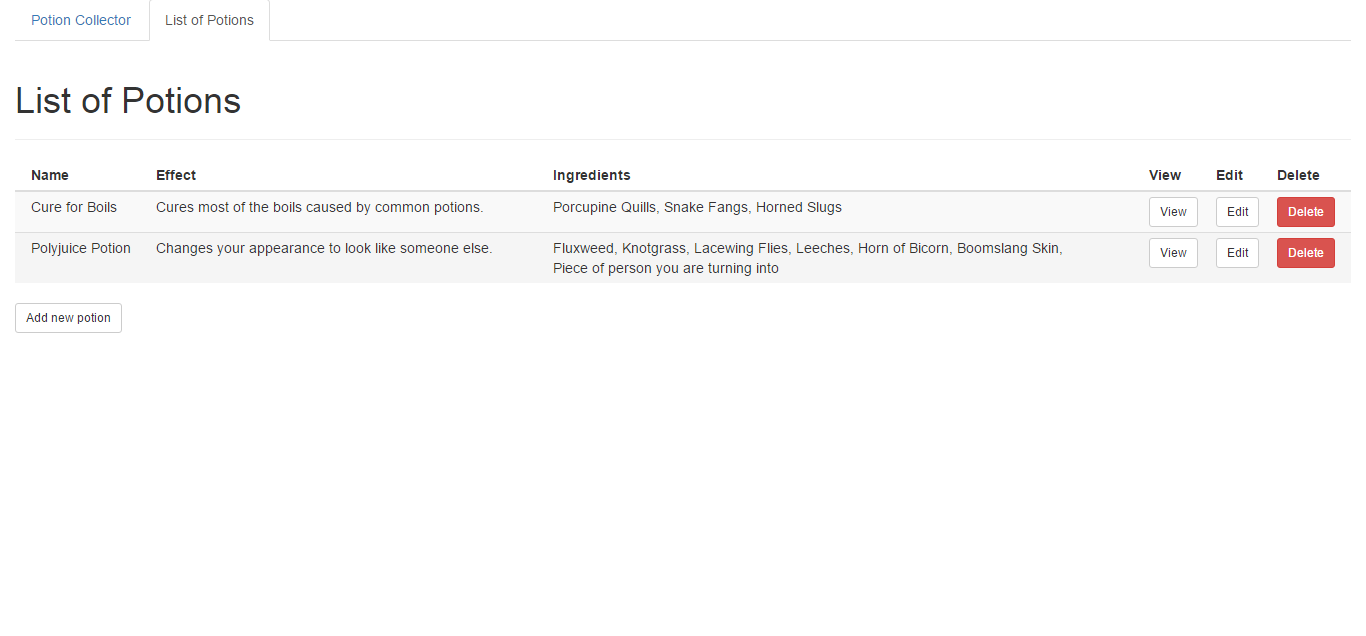 Potion Collector List of Potions
List of Potions
Name Effect Ingredients View Edit Delete
Cure for Boils Cures most of the boils caused by common potions. Porcupine Quills, Snake Fangs, Horned Slugs View Edit Delete
Polyjuice Potion Changes your appearance to look like someone else. Fluxweed, Knotgrass, Lacewing Flies, Leeches, Horn of Bicorn, Boomslang Skin, View Edit Delete
Piece of person you are turning into
Add new potion